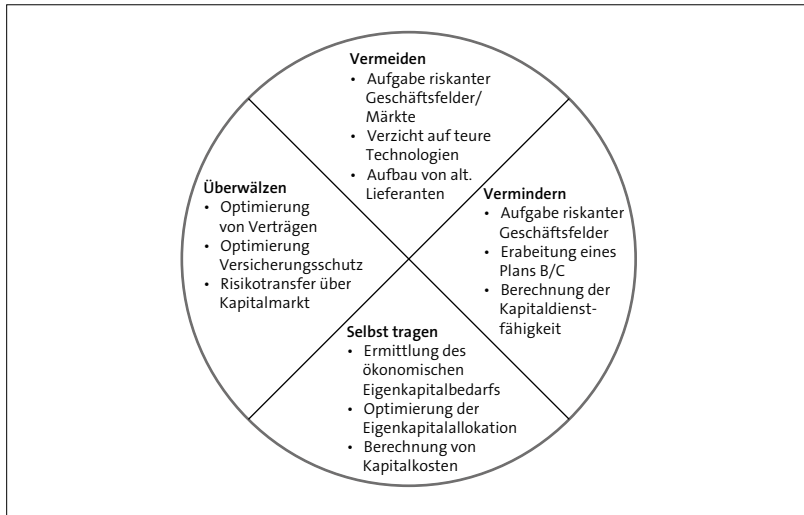 Vermeiden
• Aufgabe riskanter
Geschäftsfelder/
Märkte
• Verzicht auf teure
Technologien
• Aufbau von alt.
Lieferanten
Überwälzen
• Optimierung
von Verträgen
• Optimierung
Versicherungsschutz
• Risikotransfer über
Kapitalmarkt
Vermindern
• Aufgabe riskanter
Geschäftsfelder
• Erabeitung eines
Plans B/C
• Berechnung der
Kapitaldienst-
fähigkeit
Selbst tragen
• Ermittlung des
ökonomischen
Eigenkapitalbedarfs
• Optimierung der
Eigenkapitalallokation
• Berechnung von
Kapitalkosten